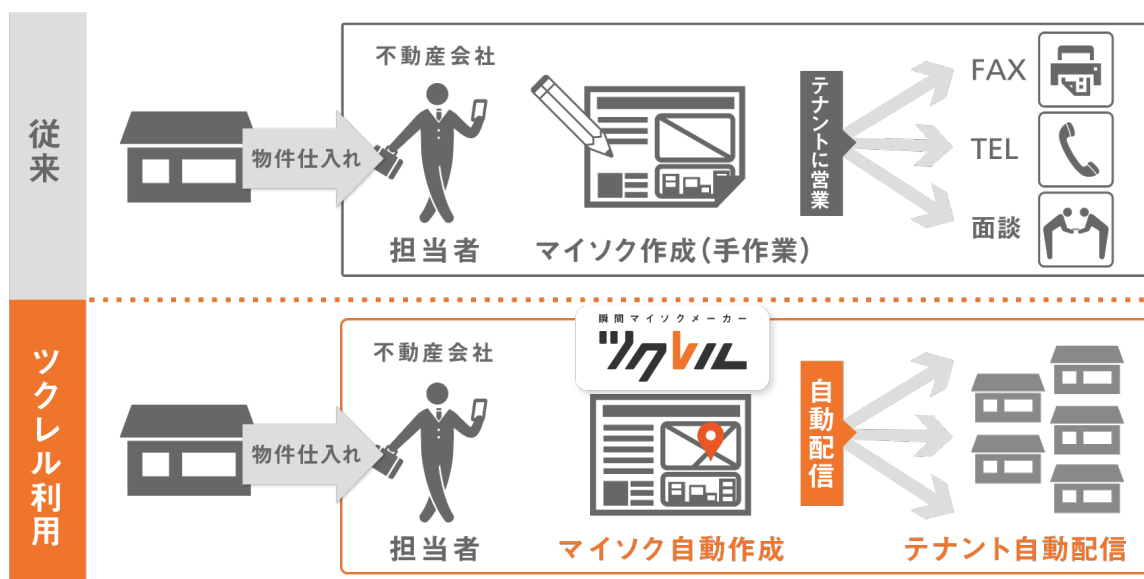 従来
物件仕入れ
不動産会社
担当者
マイソク作成(手作業)
テナントに営業
FAX
TEL
面談
ツクレル利用
物件仕入れ
不動産会社
担当者
瞬間マイソクメーカー
ツクレル
マイソク自動作成
自動配信
テナント自動配信